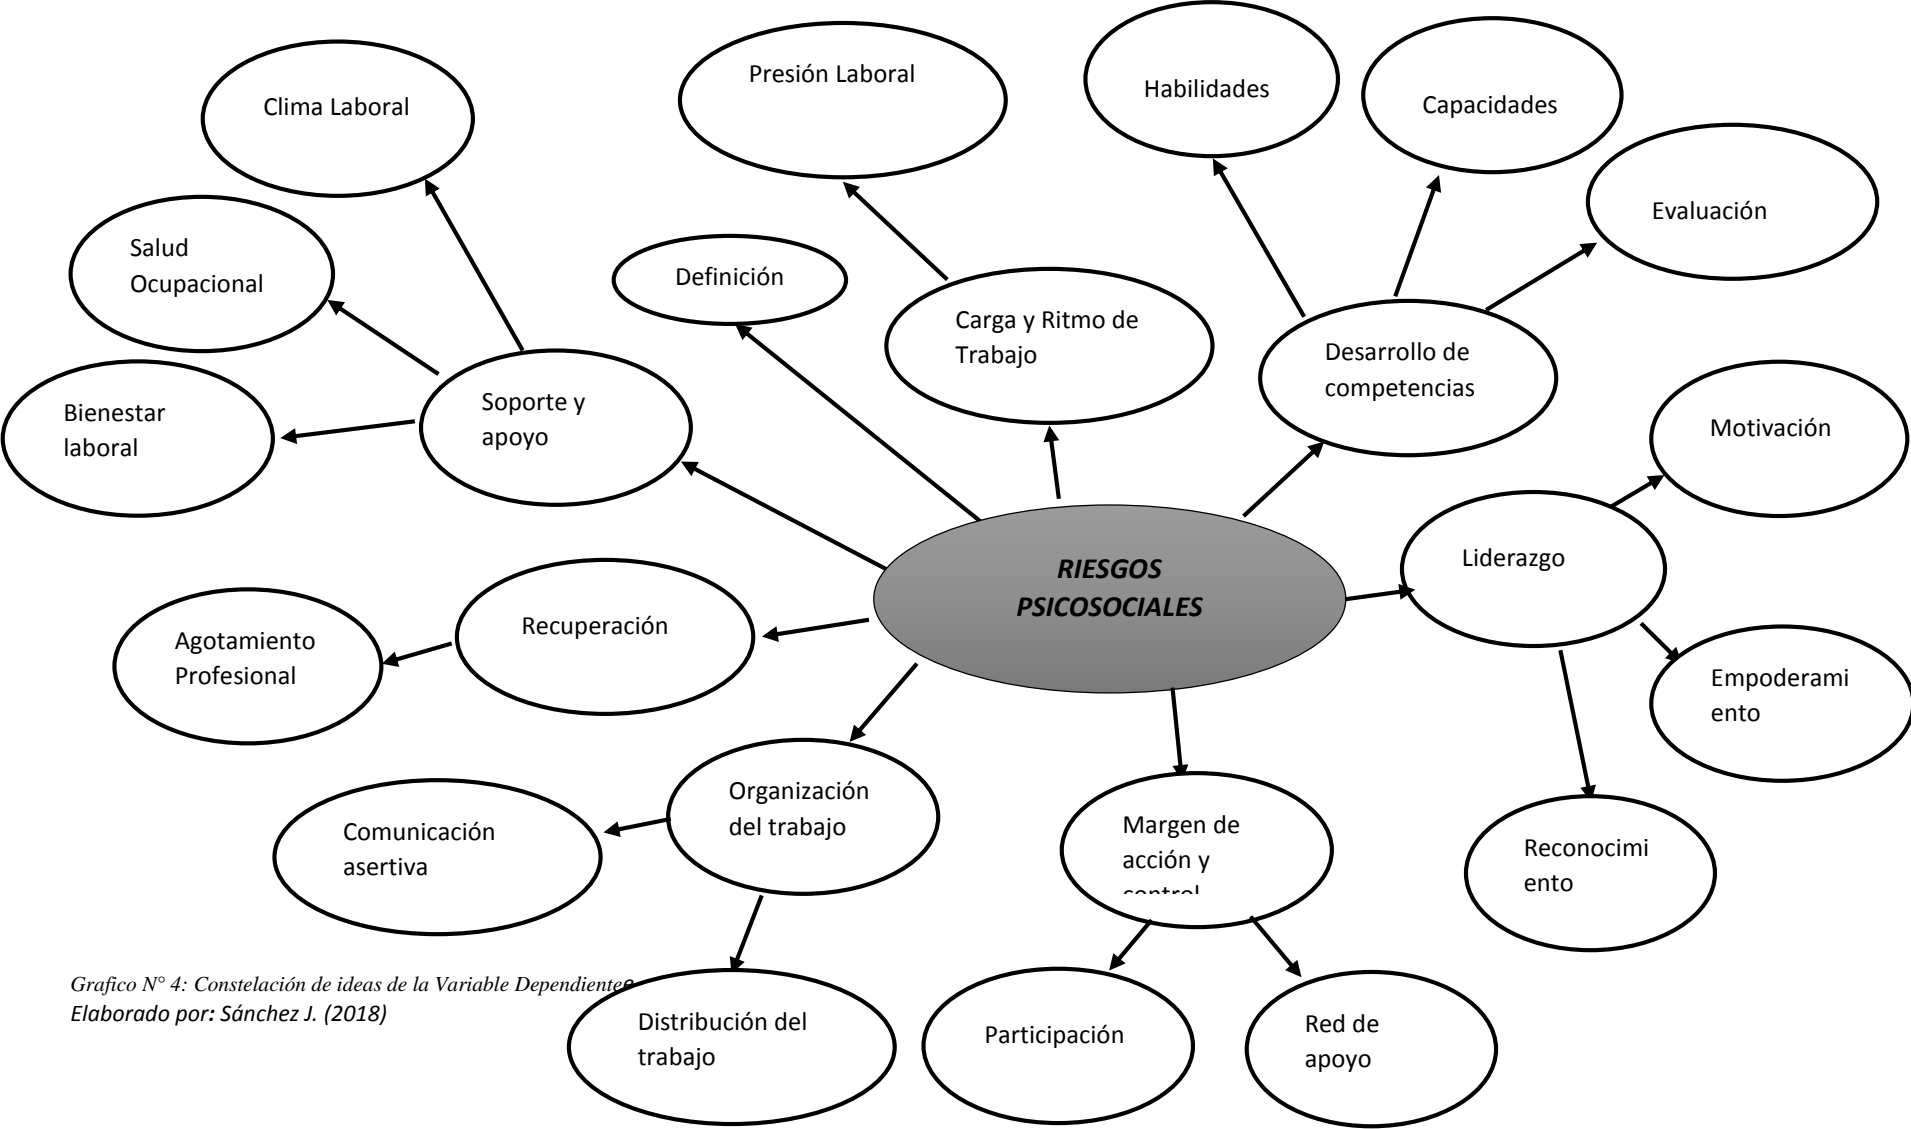 Clima Laboral
Presión Laboral
Habilidades
Capacidades
Evaluación
Salud
Ocupacional
Definición
Carga y Ritmo de
Trabajo
Desarrollo de
competencias
Bienestar
laboral
Soporte y
apoyo
Motivación
RIESGOS
PSICOSOCIALES
Liderazgo
Agotamiento
Profesional
Recuperación
Empoderami
ento
Organización
del trabajo
Comunicación
asertiva
Margen de
acción y
control
Reconocimi
ento
Grafico N° 4: Constelación de ideas de la Variable Dependiente
Elaborado por: Sánchez J. (2018)
Distribución del
trabajo
Participación
Red de
apoyo